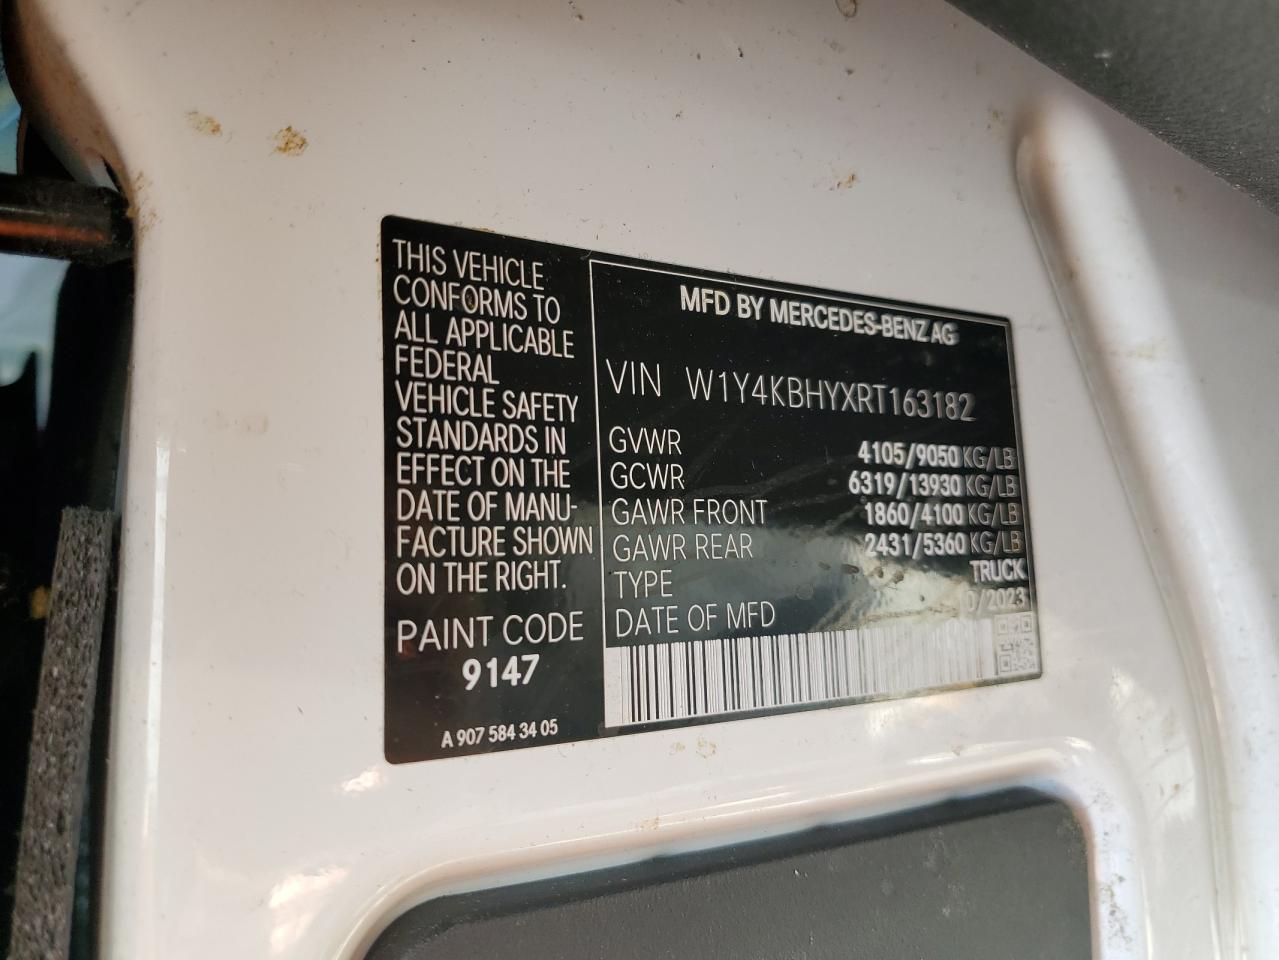 THIS VEHICLE
CONFORMS TO
ALL APPLICABLE
FEDERAL
VEHICLE SAFETY
STANDARDS IN
EFFECT ON THE
DATE OF MANU-
FACTURE SHOWN
ON THE RIGHT.
PAINT CODE
9147
A 907 584 34 05
MFD BY MERCEDES-BENZ AG
VIN W1Y4KBHYXRT163182
GVWR 4105/9050 KG/LB
GCWR 6319/13930 KG/LB
GAWR FRONT 1860/4100 KG/LB
GAWR REAR 2431/5360 KG/LB
TYPE TRUCK
DATE OF MFD 0/2023